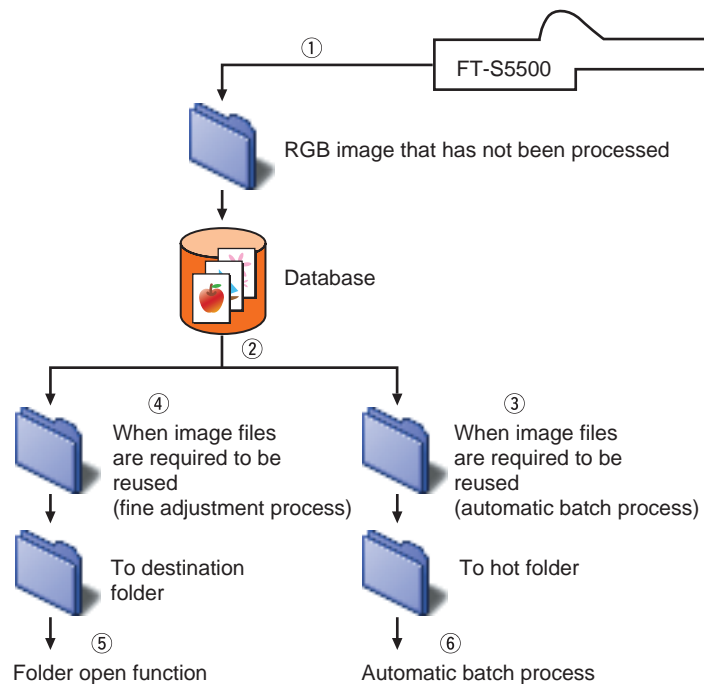 ①
FT-S5500
RGB image that has not been processed
Database
②
④
When image files
are required to be
reused
(fine adjustment process)
To destination
folder
⑤
Folder open function
③
When image files
are required to be
reused
(automatic batch process)
To hot folder
⑥
Automatic batch process